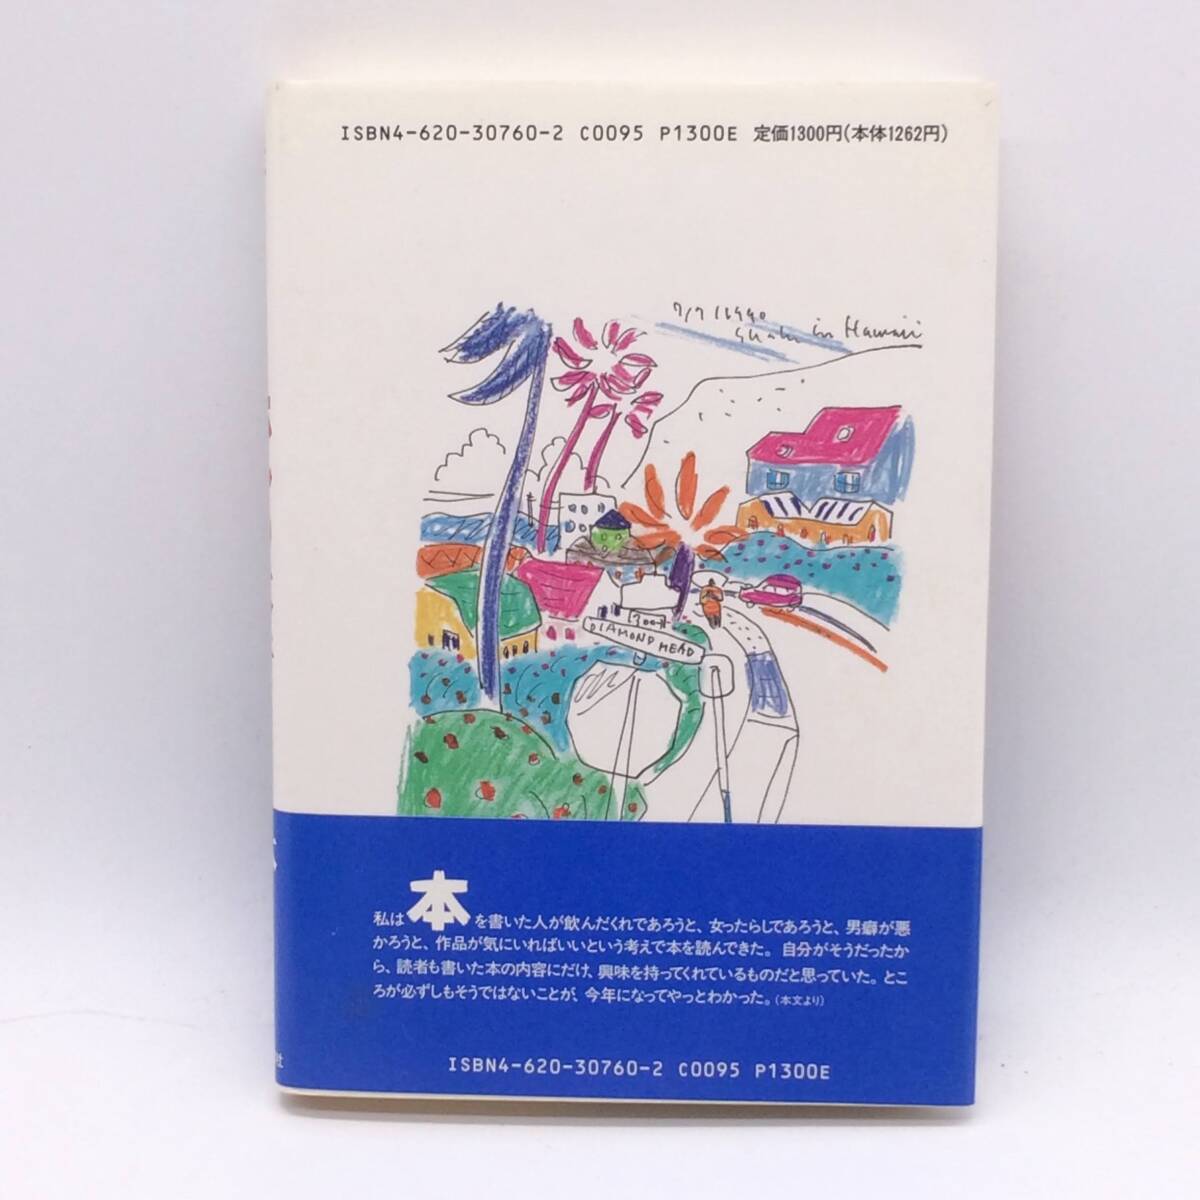 ISBN4-620-30760-2 C0095 P1300E 定価1300円(本体1262円)
in Hawaii
300ft
DIAMOND HEAD
私は本を書いた人が飲んだくれであろうと、女ったらしであろうと、男癖が悪
かろうと、作品が気にいればいいという考えで本を読んできた。自分がそうだったか
ら、読者も書いた本の内容にだけ、興味を持ってくれているものだと思っていた。とこ
ろが必ずしもそうではないことが、今年になってやっとわかった。(本文より)
ISBN4-620-30760-2 C0095 P1300E